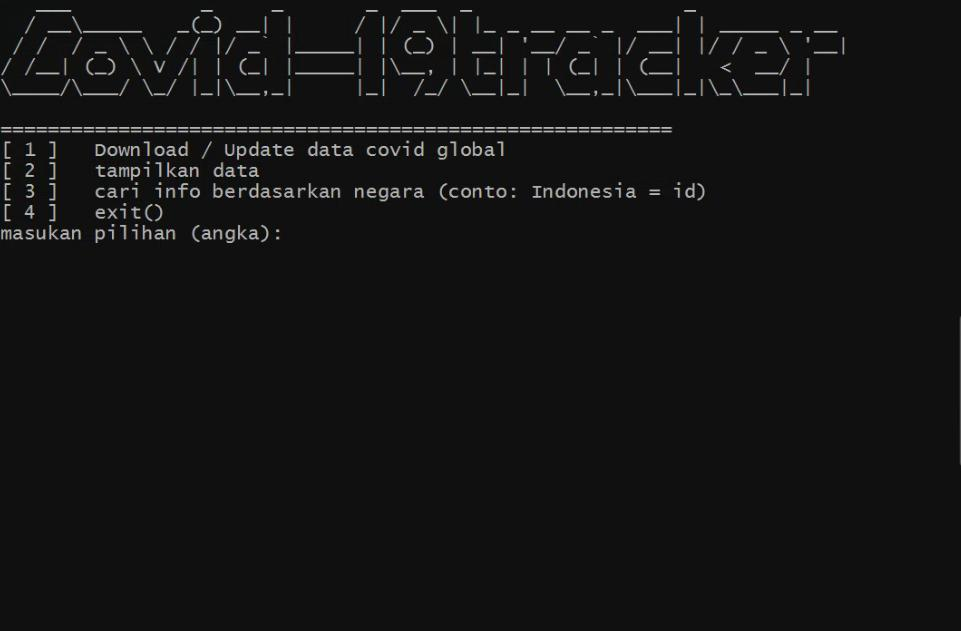 Covid-19tracker
=========================================================
[ 1 ]   Download / Update data covid global
[ 2 ]   tampilkan data
[ 3 ]   cari info berdasarkan negara (conto: Indonesia = id)
[ 4 ]   exit()
masukan pilihan (angka):